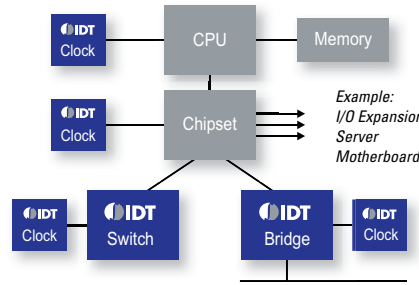 IDT
Clock
CPU
Memory
IDT
Clock
Chipset
Example:
I/O Expansion
Server
Motherboard
IDT
Clock
IDT
Switch
IDT
Bridge
IDT
Clock